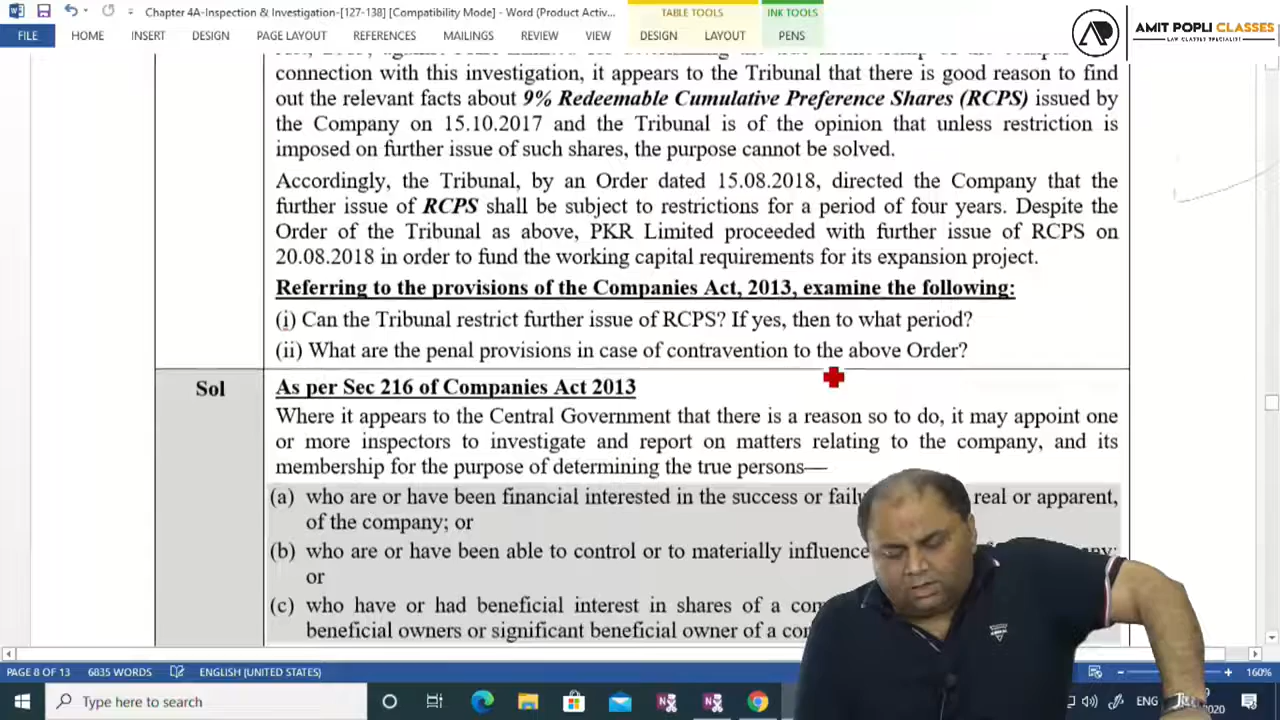 Chapter 4A-Inspection & Investigation-[127-138] [Compatibility Mode] - Word (Product Activ...
TABLE TOOLS
INK TOOLS
FILE HOME INSERT DESIGN PAGE LAYOUT REFERENCES MAILINGS REVIEW VIEW DESIGN LAYOUT PENS
AMIT POPLI CLASSES
LAW CLASSES SPECIALIST
connection with this investigation, it appears to the Tribunal that there is good reason to find
out the relevant facts about 9% Redeemable Cumulative Preference Shares (RCPS) issued by
the Company on 15.10.2017 and the Tribunal is of the opinion that unless restriction is
imposed on further issue of such shares, the purpose cannot be solved.
Accordingly, the Tribunal, by an Order dated 15.08.2018, directed the Company that the
further issue of RCPS shall be subject to restrictions for a period of four years. Despite the
Order of the Tribunal as above, PKR Limited proceeded with further issue of RCPS on
20.08.2018 in order to fund the working capital requirements for its expansion project.
Referring to the provisions of the Companies Act, 2013, examine the following:
(i) Can the Tribunal restrict further issue of RCPS? If yes, then to what period?
(ii) What are the penal provisions in case of contravention to the above Order?
Sol
As per Sec 216 of Companies Act 2013
Where it appears to the Central Government that there is a reason so to do, it may appoint one
or more inspectors to investigate and report on matters relating to the company, and its
membership for the purpose of determining the true persons—
(a) who are or have been financial interested in the success or real or apparent,
of the company; or
(b) who are or have been able to control or to materially influence
or
(c) who have or had beneficial interest in shares of a
beneficial owners or significant beneficial owner of a
PAGE 8 OF 13 6835 WORDS ENGLISH (UNITED STATES) 160%
Type here to search
ENG
2020